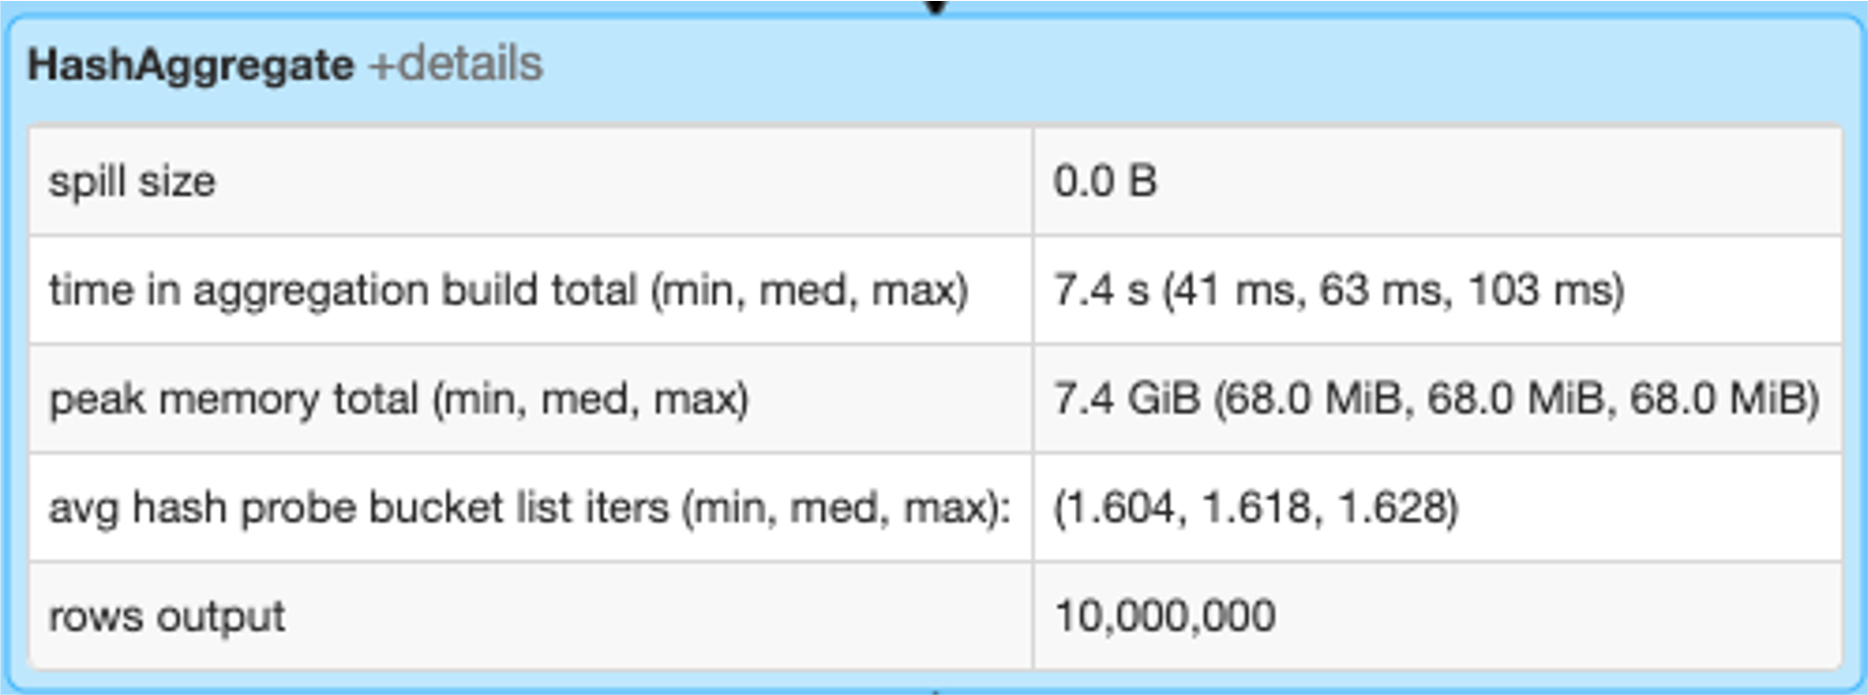 HashAggregate +details
spill size 0.0 B
time in aggregation build total (min, med, max) 7.4 s (41 ms, 63 ms, 103 ms)
peak memory total (min, med, max) 7.4 GiB (68.0 MiB, 68.0 MiB, 68.0 MiB)
avg hash probe bucket list iters (min, med, max): (1.604, 1.618, 1.628)
rows output 10,000,000